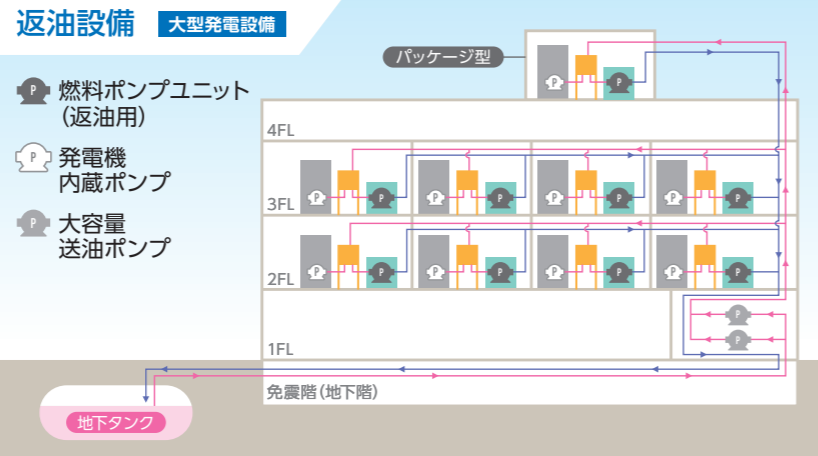 返油設備 大型発電設備
P 燃料ポンプユニット
(返油用)
P 発電機
内蔵ポンプ
P 大容量
送油ポンプ
パッケージ型
P P
4FL
3FL
P P P P P P P P
2FL
P P P P P P P P
P
P
1FL
免震階(地下階)
地下タンク